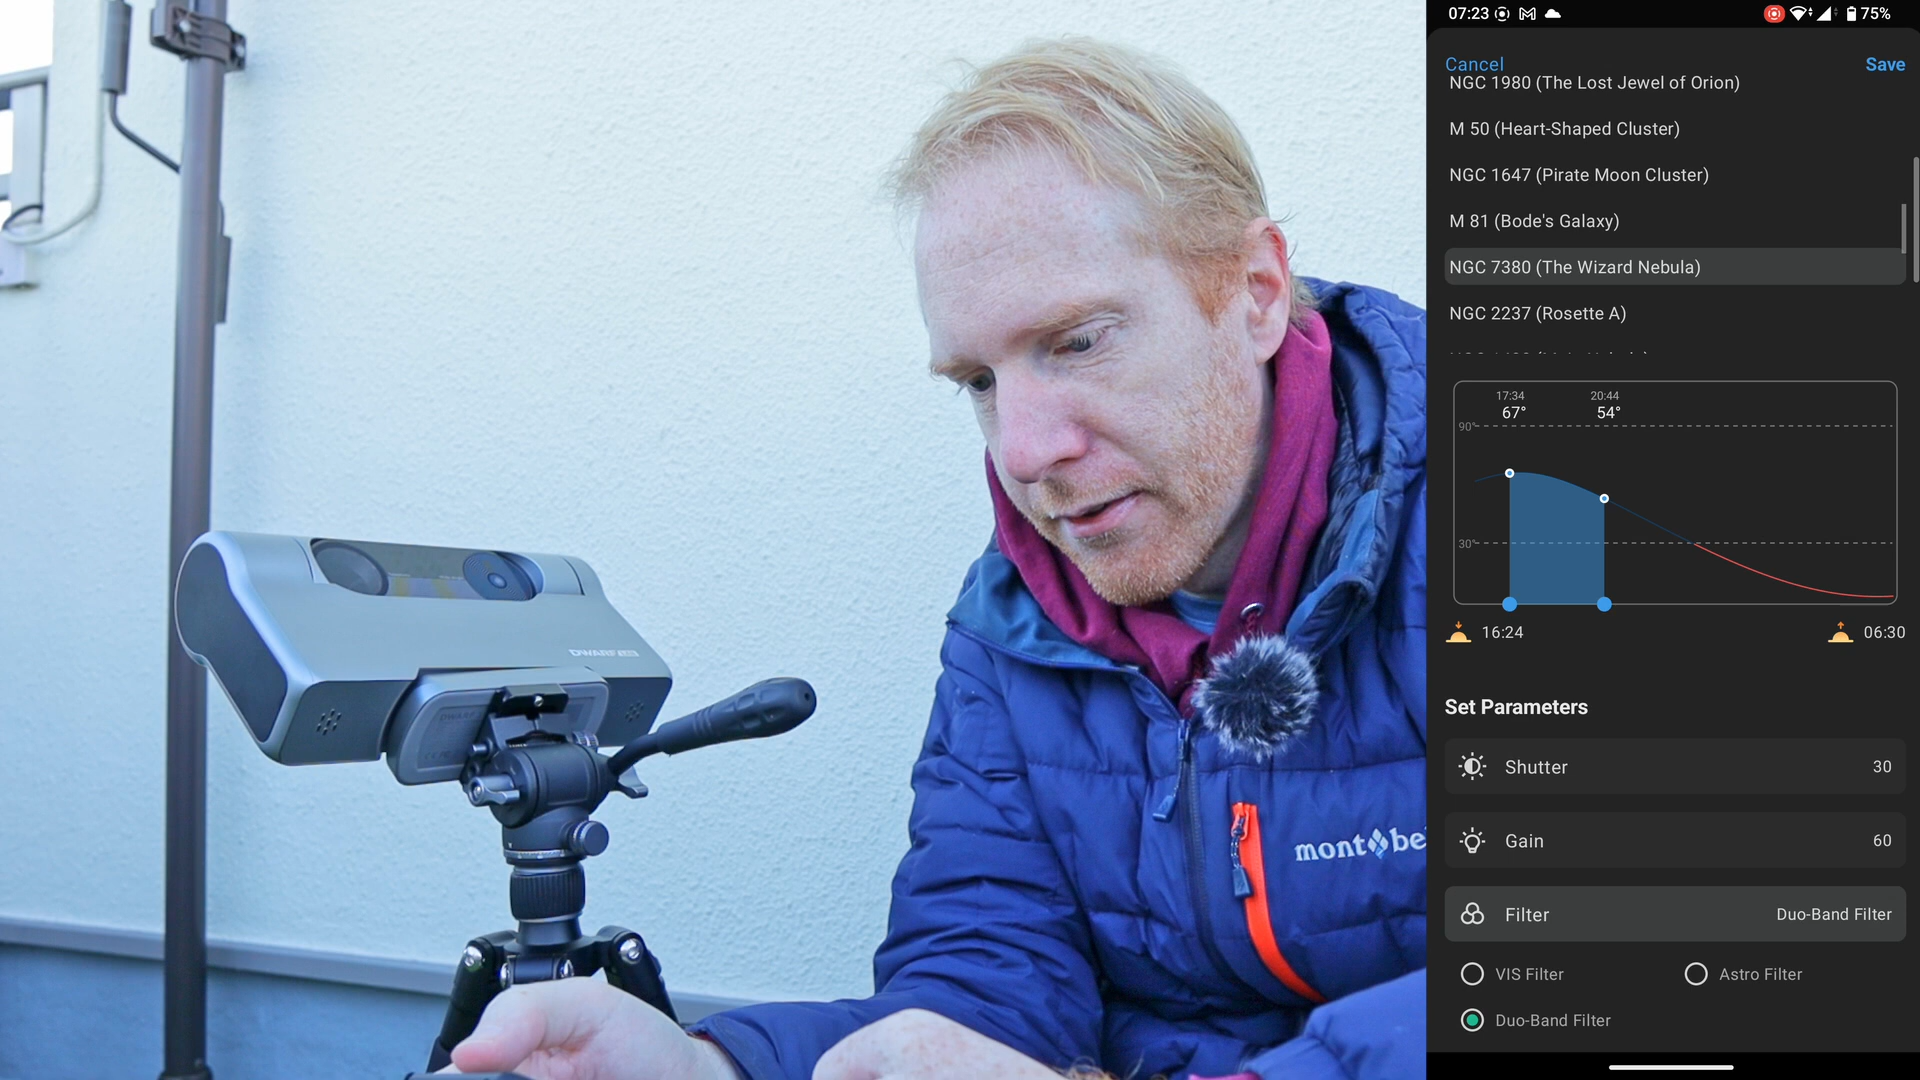 07:23
75%
Cancel
Save
NGC 1980 (The Lost Jewel of Orion)
M 50 (Heart-Shaped Cluster)
NGC 1647 (Pirate Moon Cluster)
M 81 (Bode's Galaxy)
NGC 7380 (The Wizard Nebula)
NGC 2237 (Rosette A)
17:34
20:44
67°
54°
90°
30°
16:24
06:30
Set Parameters
Shutter
30
Gain
60
Filter
Duo-Band Filter
VIS Filter
Astro Filter
Duo-Band Filter
DWARF
mont be